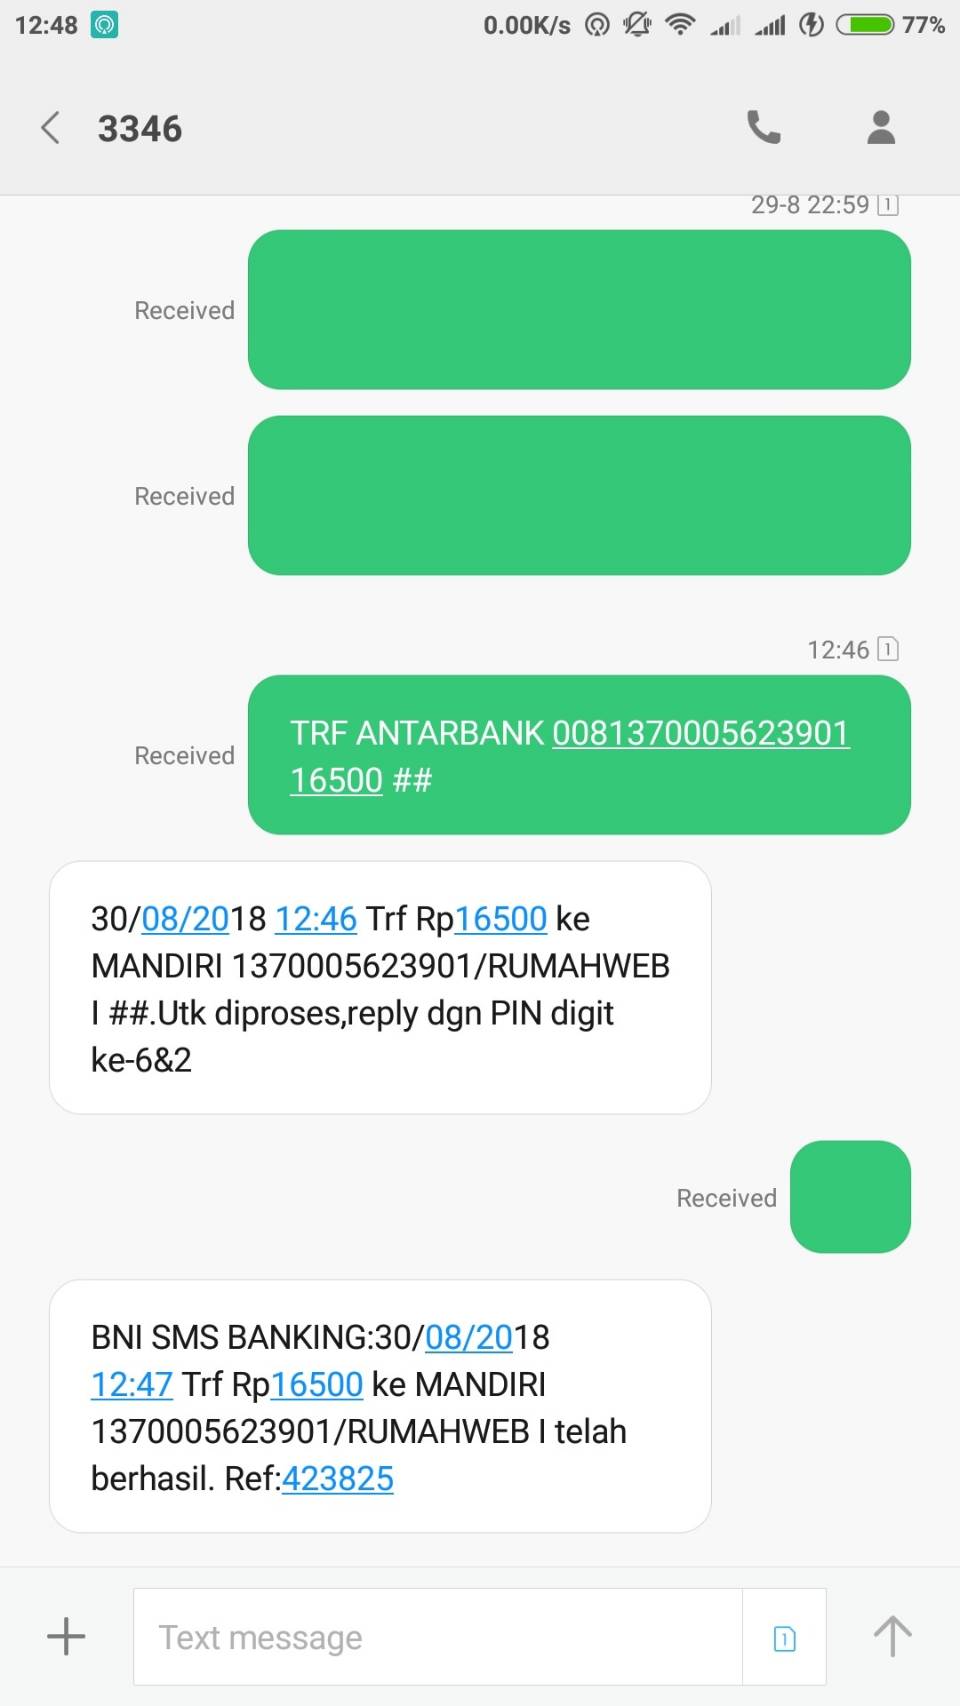 12:48 0.00K/s 77%
3346
29-8 22:59 1
Received
Received
12:46 1
TRF ANTARBANK 0081370005623901
Received
16500 ##
30/08/2018 12:46 Trf Rp16500 ke
MANDIRI 1370005623901/RUMAHWEB
I ##.Utk diproses,reply dgn PIN digit
ke-6&2
Received
BNI SMS BANKING:30/08/2018
12:47 Trf Rp16500 ke MANDIRI
1370005623901/RUMAHWEB I telah
berhasil. Ref:423825
Text message 1